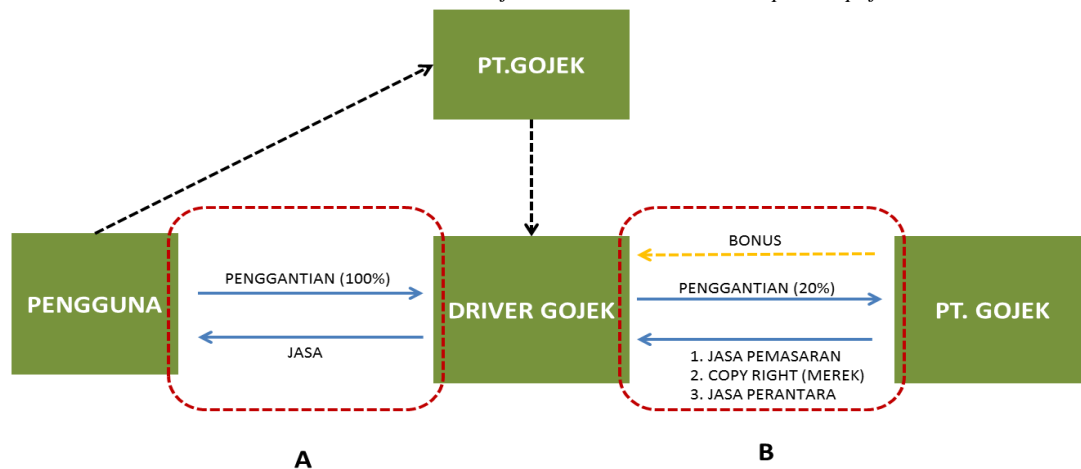 PT.GOJEK
PENGGUNA
PENGGANTIAN (100%)
JASA
DRIVER GOJEK
BONUS
PENGGANTIAN (20%)
1. JASA PEMASARAN
2. COPY RIGHT (MEREK)
3. JASA PERANTARA
PT. GOJEK
A
B